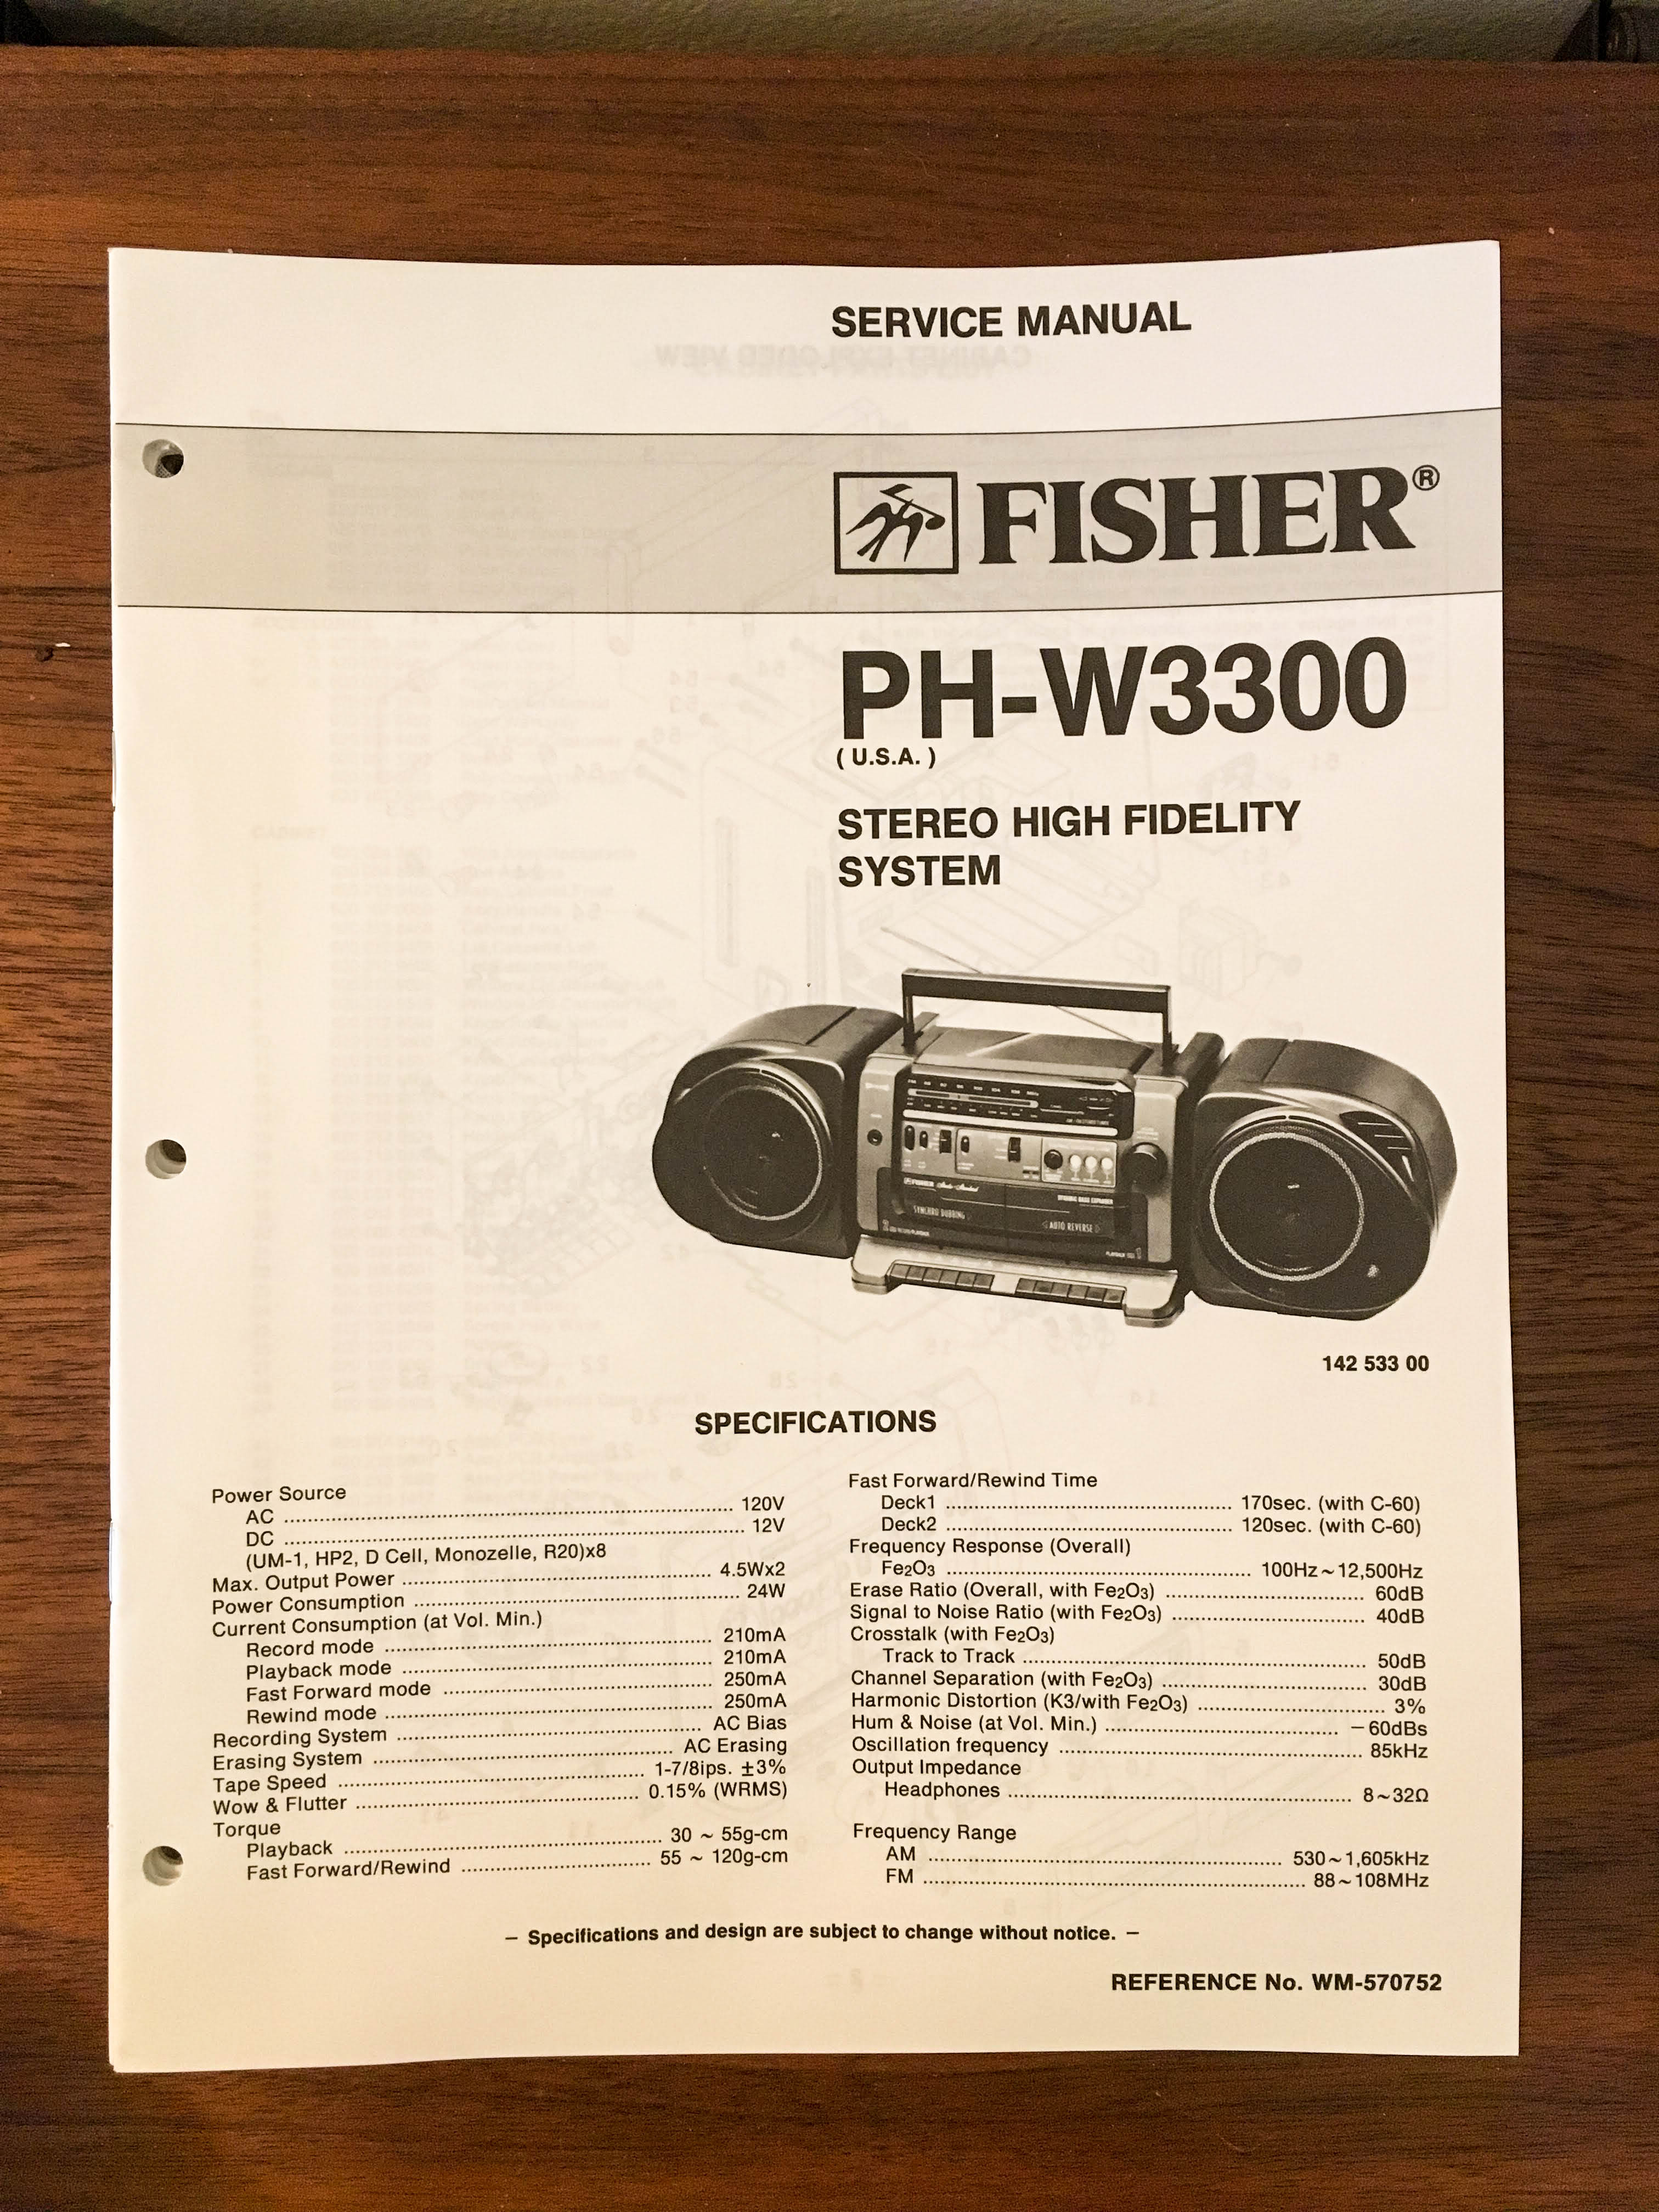 SERVICE MANUAL
FISHER®
PH-W3300
( U.S.A. )
STEREO HIGH FIDELITY
SYSTEM
FISHER
SYNCHRO DUBBING
DYNAMIC BASS EXPANDER
AUTO REVERSE
142 533 00
SPECIFICATIONS
Power Source
AC ........ 120V
DC ........ 12V
(UM-1, HP2, D Cell, Monozelle, R20)x8
Max. Output Power ........ 4.5Wx2
Power Consumption ........ 24W
Current Consumption (at Vol. Min.)
Record mode ........ 210mA
Playback mode ........ 210mA
Fast Forward mode ........ 250mA
Rewind mode ........ 250mA
Recording System ........ AC Bias
Erasing System ........ AC Erasing
Tape Speed ........ 1-7/8ips. ±3%
Wow & Flutter ........ 0.15% (WRMS)
Torque
Playback ........ 30 ~ 55g-cm
Fast Forward/Rewind ........ 55 ~ 120g-cm
Fast Forward/Rewind Time
Deck1 ........ 170sec. (with C-60)
Deck2 ........ 120sec. (with C-60)
Frequency Response (Overall)
Fe2O3 ........ 100Hz~12,500Hz
Erase Ratio (Overall, with Fe2O3) ........ 60dB
Signal to Noise Ratio (with Fe2O3) ........ 40dB
Crosstalk (with Fe2O3)
Track to Track ........ 50dB
Channel Separation (with Fe2O3) ........ 30dB
Harmonic Distortion (K3/with Fe2O3) ........ 3%
Hum & Noise (at Vol. Min.) ........ −60dBs
Oscillation frequency ........ 85kHz
Output Impedance
Headphones ........ 8~32Ω
Frequency Range
AM ........ 530~1,605kHz
FM ........ 88~108MHz
– Specifications and design are subject to change without notice. –
REFERENCE No. WM-570752